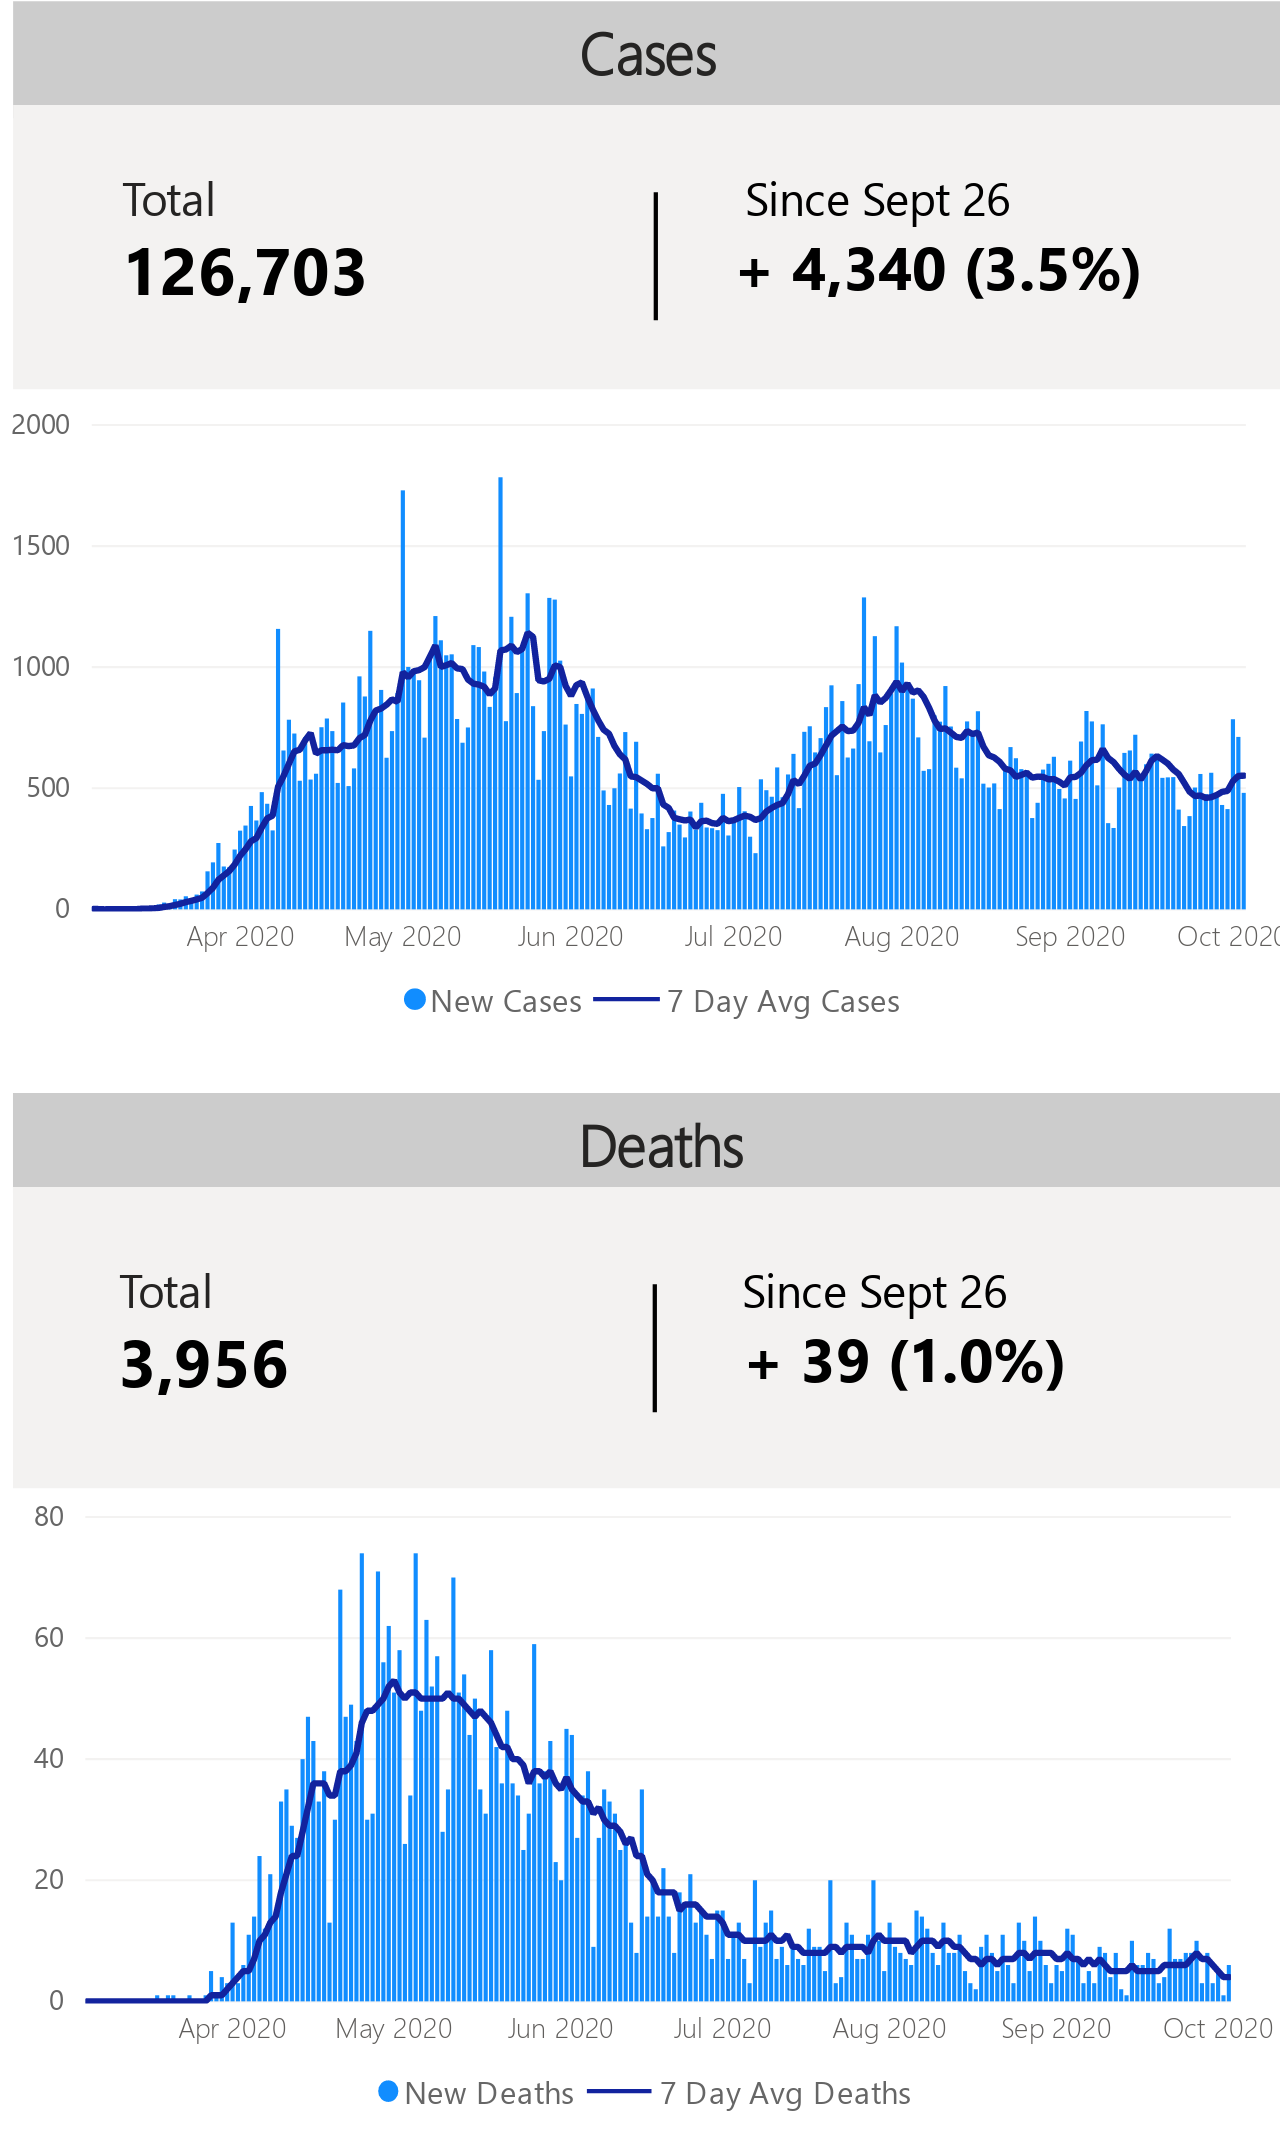 Cases
Total
Since Sept 26
126,703
+ 4,340 (3.5%)
2000
1500
1000
500
0
Apr 2020 May 2020 Jun 2020 Jul 2020 Aug 2020 Sep 2020 Oct 2020
New Cases 7 Day Avg Cases
Deaths
Total
Since Sept 26
3,956
+ 39 (1.0%)
80
60
40
20
0
Apr 2020 May 2020 Jun 2020 Jul 2020 Aug 2020 Sep 2020 Oct 2020
New Deaths 7 Day Avg Deaths